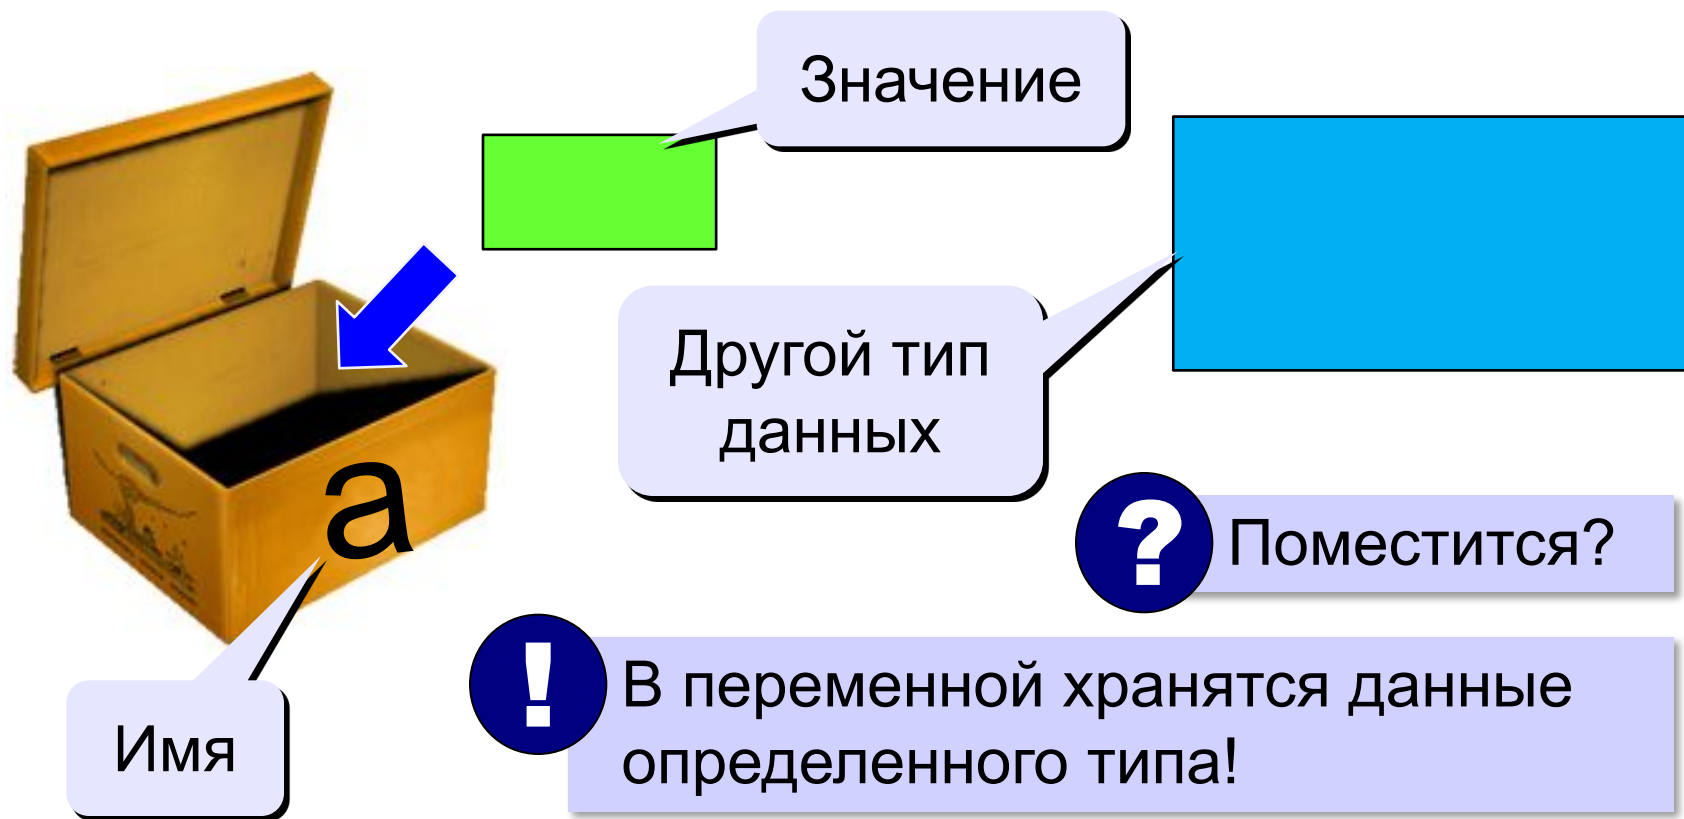 Значение
Другой тип
данных
a
?
Поместится?
!
В переменной хранятся данные
определенного типа!
Имя